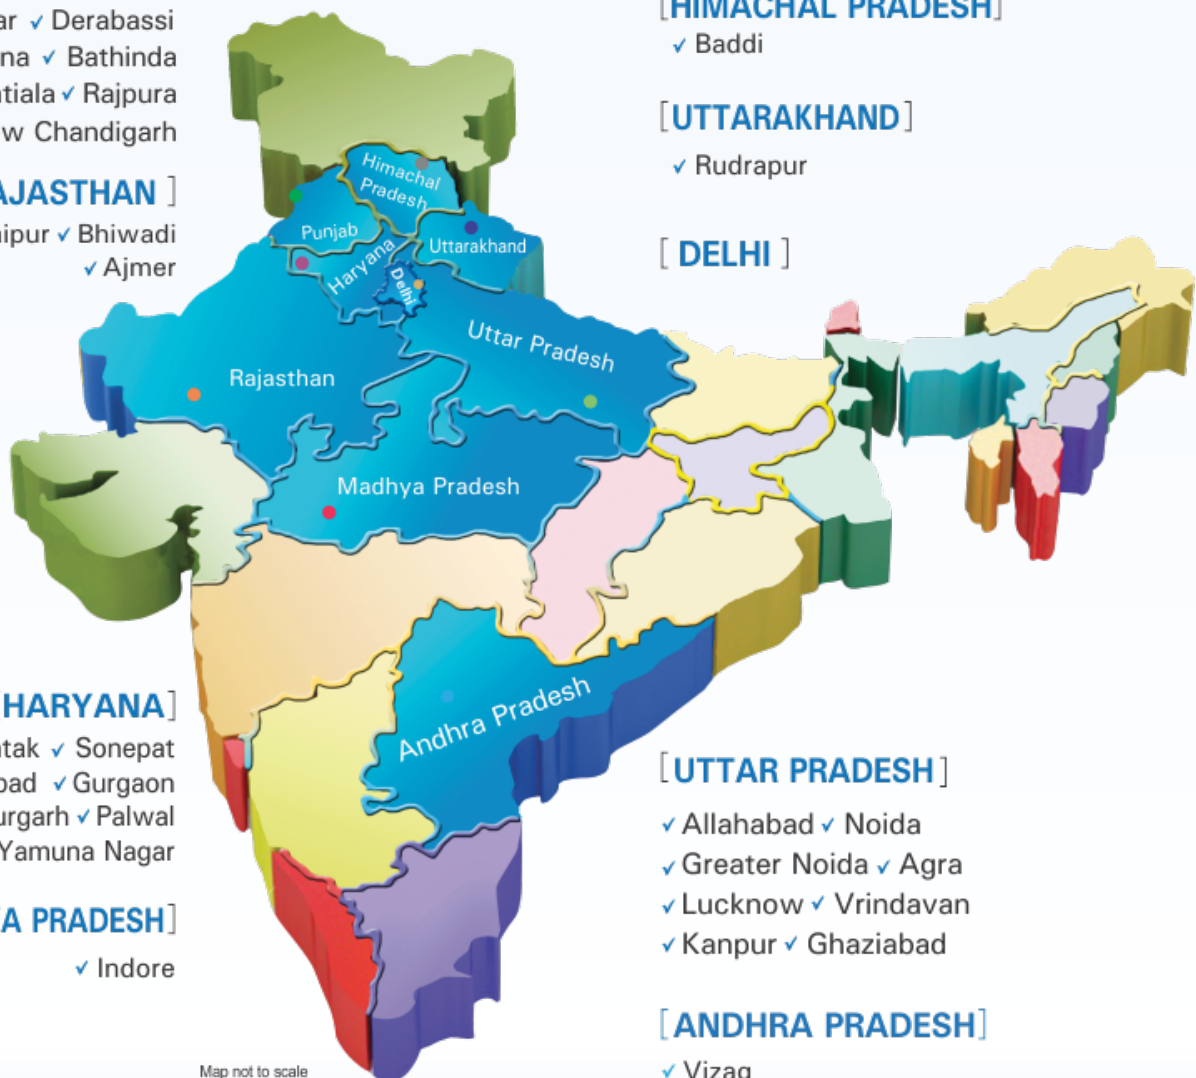 ar ✓ Derabassi
na ✓ Bathinda
tiala ✓ Rajpura
w Chandigarh
AJASTHAN ]
ipur ✓ Bhiwadi
✓ Ajmer
[HIMACHAL PRADESH]
✓ Baddi
[UTTARAKHAND]
✓ Rudrapur
[ DELHI ]
Himachal
Pradesh
Punjab
Haryana
Uttarakhand
Delhi
Uttar Pradesh
Rajasthan
Madhya Pradesh
Andhra Pradesh
HARYANA]
tak ✓ Sonepat
bad ✓ Gurgaon
urgarh ✓ Palwal
Yamuna Nagar
A PRADESH]
✓ Indore
[UTTAR PRADESH]
✓ Allahabad ✓ Noida
✓ Greater Noida ✓ Agra
✓ Lucknow ✓ Vrindavan
✓ Kanpur ✓ Ghaziabad
[ANDHRA PRADESH]
✓ Vizag
Map not to scale